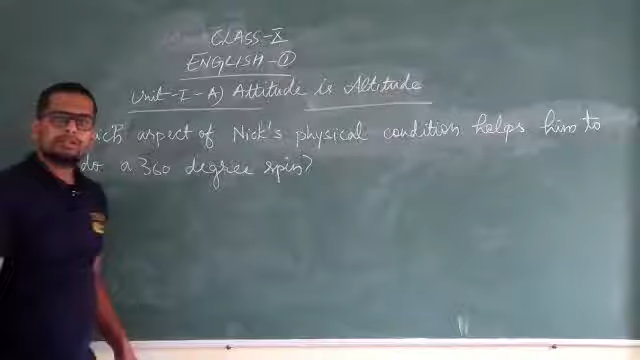 CLASS-X
ENGLISH-①
Unit-I-A) Attitude is Altitude
which aspect of Nick's physical condition helps him to
do a 360 degree spin?